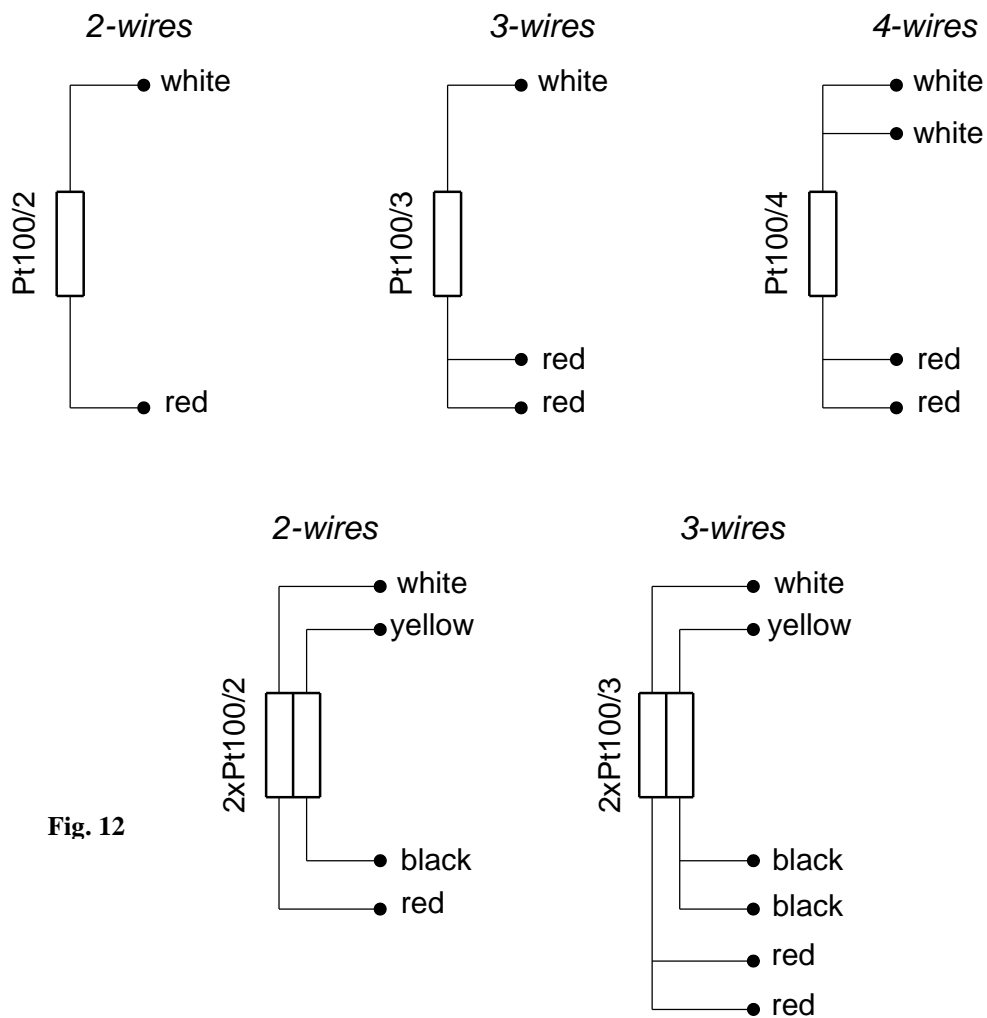 2-wires
3-wires
4-wires
white
white
white
white
Pt100/2
Pt100/3
Pt100/4
red
red
red
red
red
2-wires
3-wires
white
white
yellow
yellow
2xPt100/2
2xPt100/3
Fig. 12
black
black
red
black
red
red